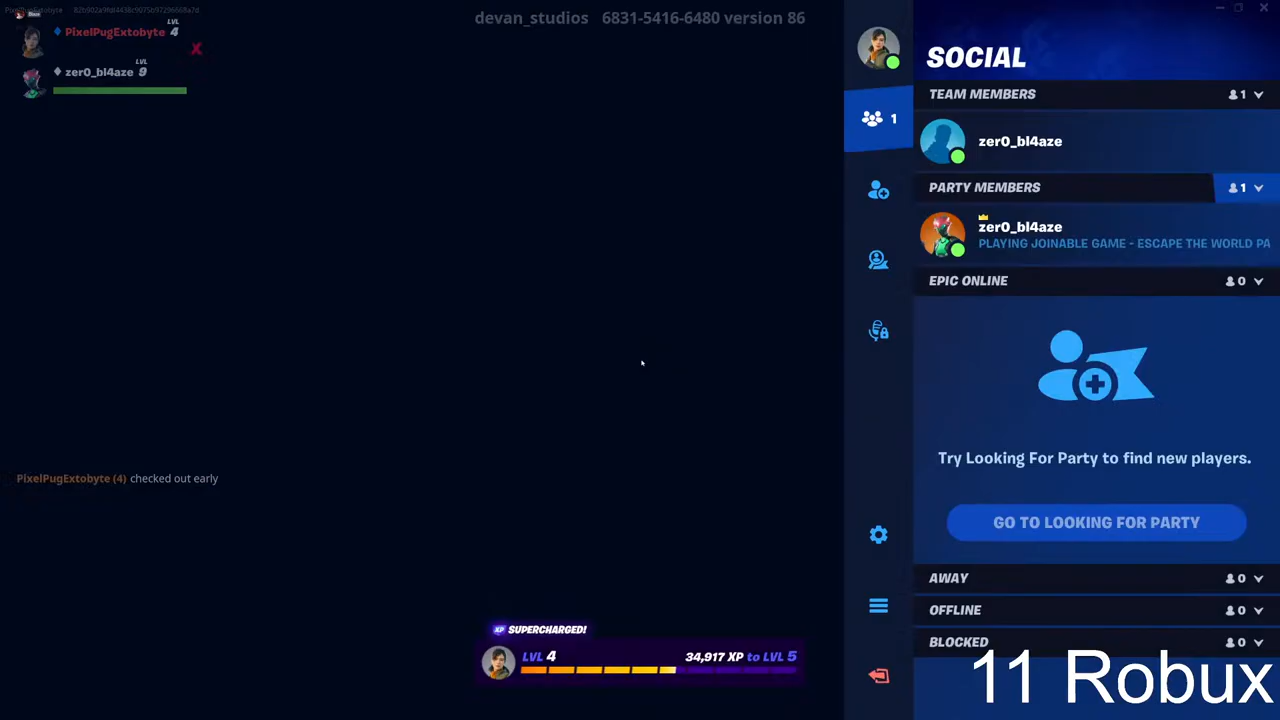 PixelPugExtobyte
devan_studios 6831-5416-6480 version 86
LVL
PixelPugExtobyte 4
X
LVL
zer0_bl4aze 9
PixelPugExtobyte (4) checked out early
XP SUPERCHARGED!
LVL 4
34,917 XP to LVL 5
1
SOCIAL
TEAM MEMBERS 1
zer0_bl4aze
PARTY MEMBERS 1
zer0_bl4aze
PLAYING JOINABLE GAME - ESCAPE THE WORLD PA
EPIC ONLINE 0
Try Looking For Party to find new players.
GO TO LOOKING FOR PARTY
AWAY 0
OFFLINE 0
BLOCKED 0
11 Robux